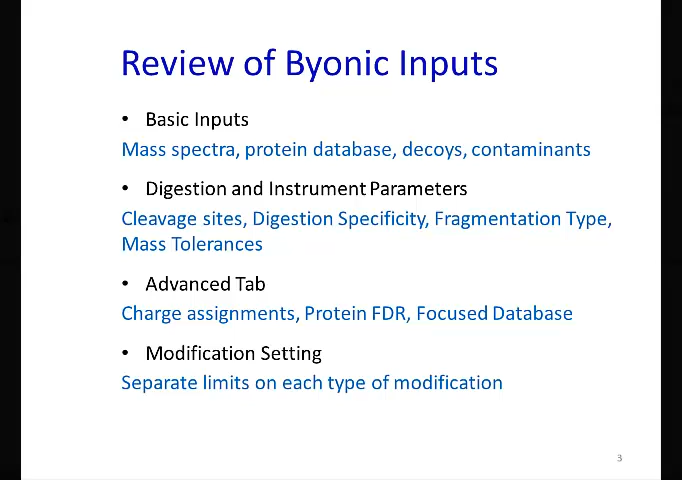 Review of Byonic Inputs
• Basic Inputs
Mass spectra, protein database, decoys, contaminants
• Digestion and Instrument Parameters
Cleavage sites, Digestion Specificity, Fragmentation Type,
Mass Tolerances
• Advanced Tab
Charge assignments, Protein FDR, Focused Database
• Modification Setting
Separate limits on each type of modification
3